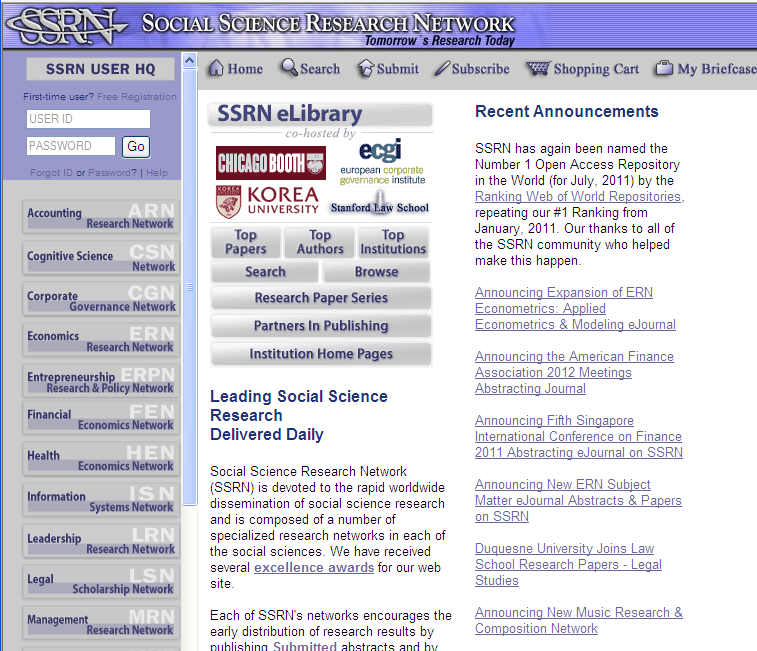 SSRN SOCIAL SCIENCE RESEARCH NETWORK
Tomorrow's Research Today
SSRN USER HQ
First-time user? Free Registration
USER ID
PASSWORD Go
Forgot ID or Password? | Help
Accounting ARN
Research Network
Cognitive Science CSN
Network
Corporate CGN
Governance Network
Economics ERN
Research Network
Entrepreneurship ERPN
Research & Policy Network
Financial FEN
Economics Network
Health HEN
Economics Network
Information ISN
Systems Network
Leadership LRN
Research Network
Legal LSN
Scholarship Network
Management MRN
Research Network
Home Search Submit Subscribe Shopping Cart My Briefcase
SSRN eLibrary
co-hosted by
CHICAGO BOOTH
ecgi
european corporate
governance institute
KOREA
UNIVERSITY
Stanford Law School
Top Papers
Top Authors
Top Institutions
Search Browse
Research Paper Series
Partners In Publishing
Institution Home Pages
Leading Social Science
Research
Delivered Daily
Social Science Research Network
(SSRN) is devoted to the rapid worldwide
dissemination of social science research
and is composed of a number of
specialized research networks in each of
the social sciences. We have received
several excellence awards for our web
site.
Each of SSRN's networks encourages the
early distribution of research results by
publishing Submitted abstracts and by
Recent Announcements
SSRN has again been named the
Number 1 Open Access Repository
in the World (for July, 2011) by the
Ranking Web of World Repositories,
repeating our #1 Ranking from
January, 2011. Our thanks to all of
the SSRN community who helped
make this happen.
Announcing Expansion of ERN
Econometrics: Applied
Econometrics & Modeling eJournal
Announcing the American Finance
Association 2012 Meetings
Abstracting Journal
Announcing Fifth Singapore
International Conference on Finance
2011 Abstracting eJournal on SSRN
Announcing New ERN Subject
Matter eJournal Abstracts & Papers
on SSRN
Duquesne University Joins Law
School Research Papers - Legal
Studies
Announcing New Music Research &
Composition Network